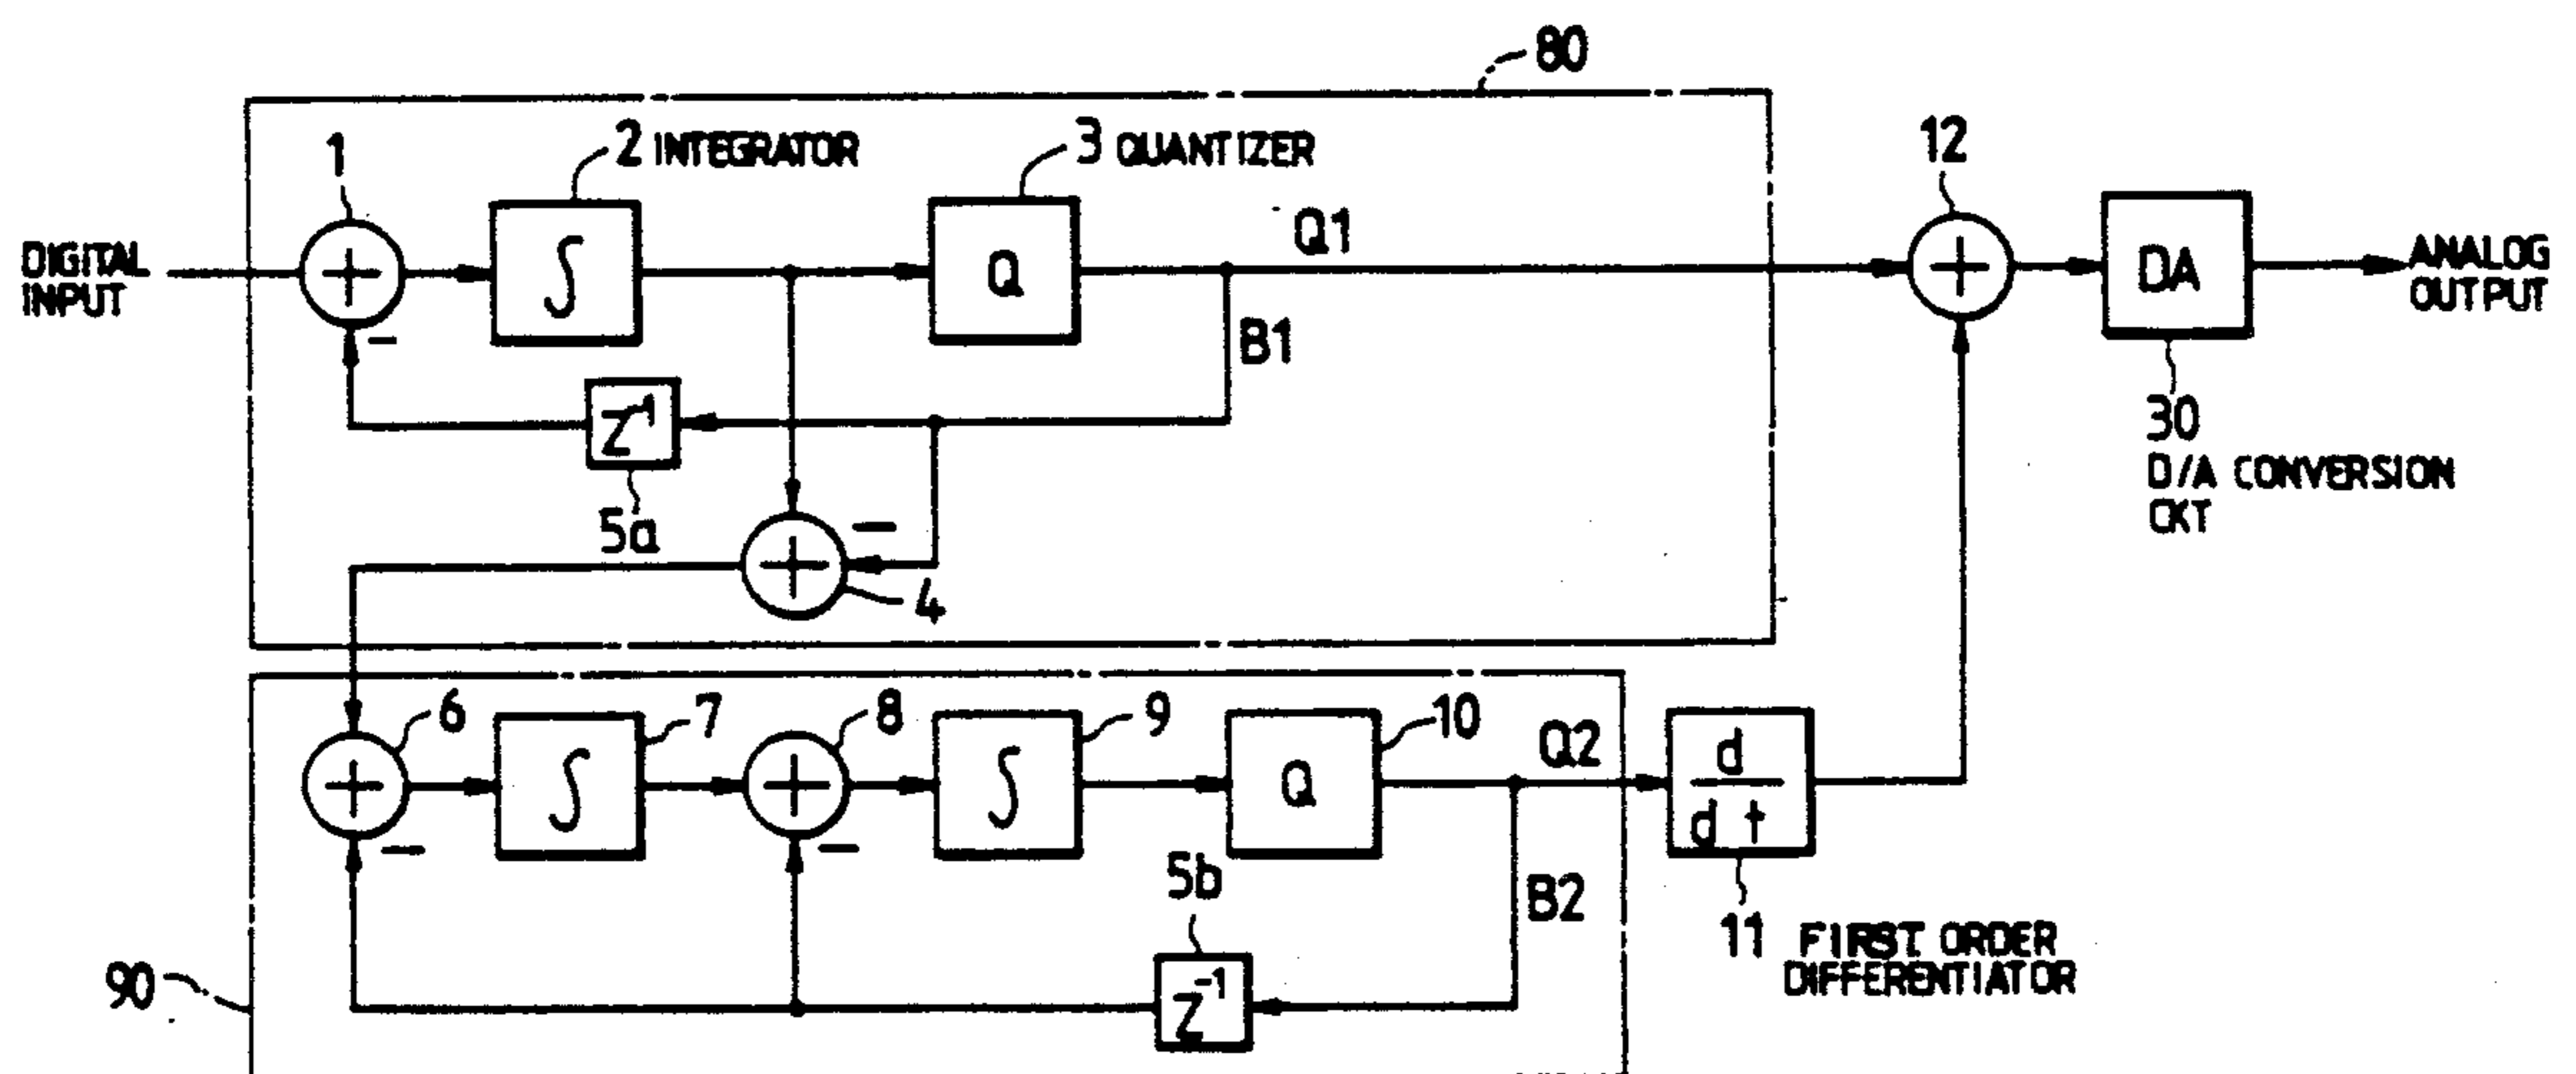 80
1
2 INTEGRATOR
3 QUANTIZER
12
DIGITAL
INPUT
+
∫
Q
Q1
+
DA
ANALOG
OUTPUT
-
B1
Z-1
30
D/A CONVERSION
CKT
5a
-
+
4
6
7
8
9
10
Q2
+
∫
+
∫
Q
d
d t
-
-
5b
B2
11 FIRST ORDER
DIFFERENTIATOR
90
Z-1